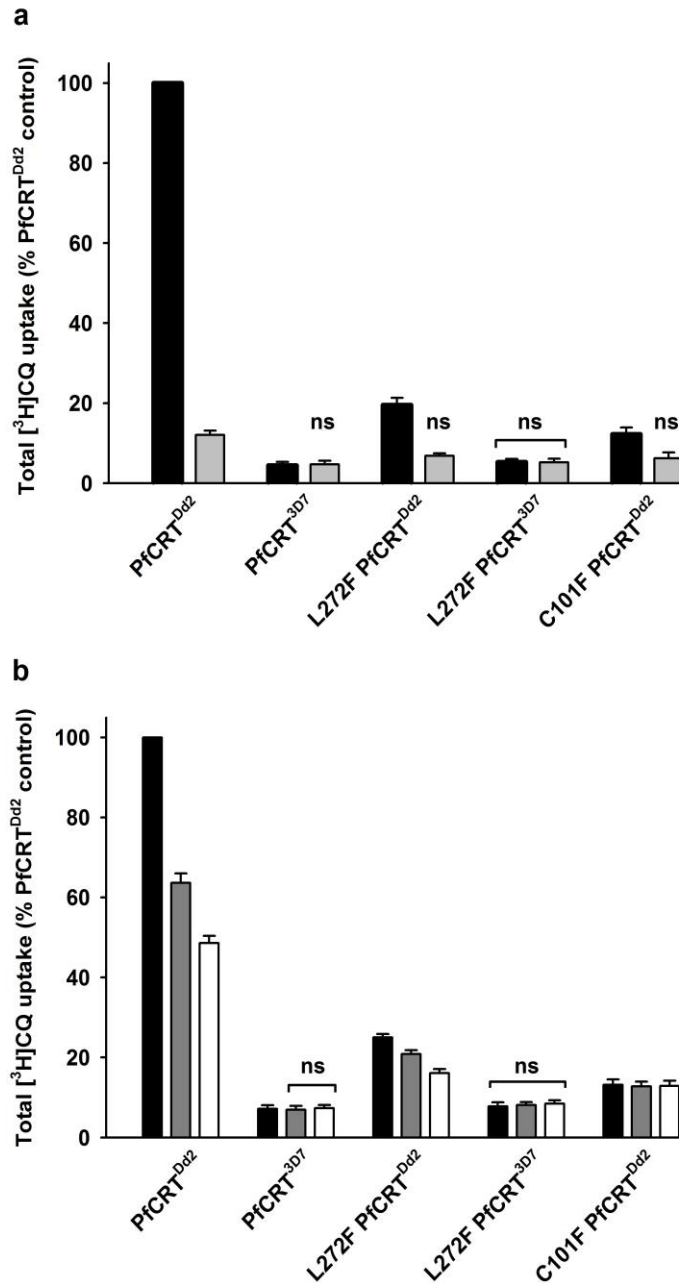 a
Total [³H]CQ uptake (% PfCRT^Dd2 control)
100
80
60
40
20
0
ns
ns
ns
ns
PfCRT^Dd2
PfCRT^3D7
L272F PfCRT^Dd2
L272F PfCRT^3D7
C101F PfCRT^Dd2
b
Total [³H]CQ uptake (% PfCRT^Dd2 control)
100
80
60
40
20
0
ns
ns
PfCRT^Dd2
PfCRT^3D7
L272F PfCRT^Dd2
L272F PfCRT^3D7
C101F PfCRT^Dd2